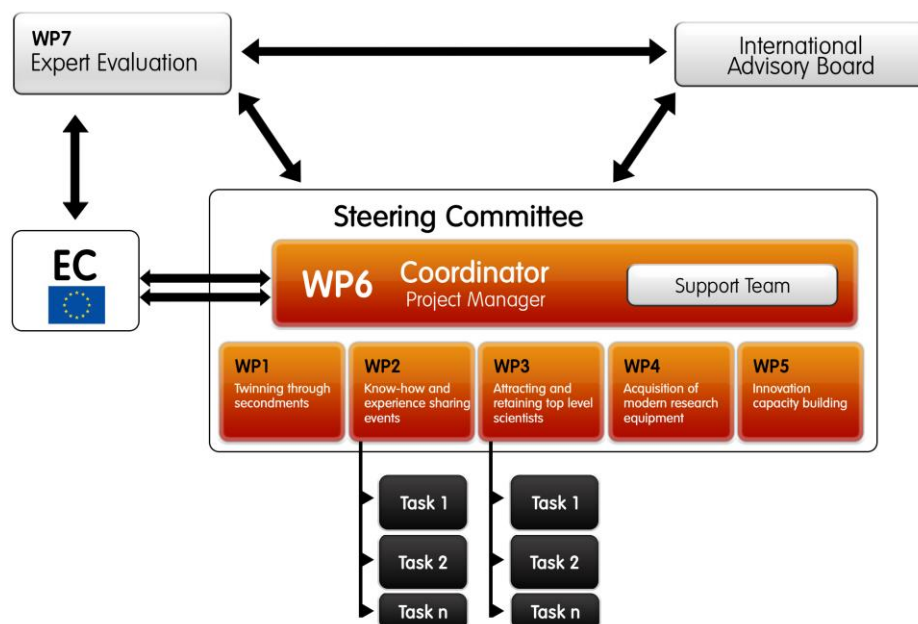 WP7
Expert Evaluation
International
Advisory Board
Steering Committee
EC
WP6
Coordinator
Project Manager
Support Team
WP1
Twinning through
secondments
WP2
Know-how and
experience sharing
events
WP3
Attracting and
retaining top level
scientists
WP4
Acquisition of
modern research
equipment
WP5
Innovation
capacity building
Task 1
Task 2
Task n
Task 1
Task 2
Task n